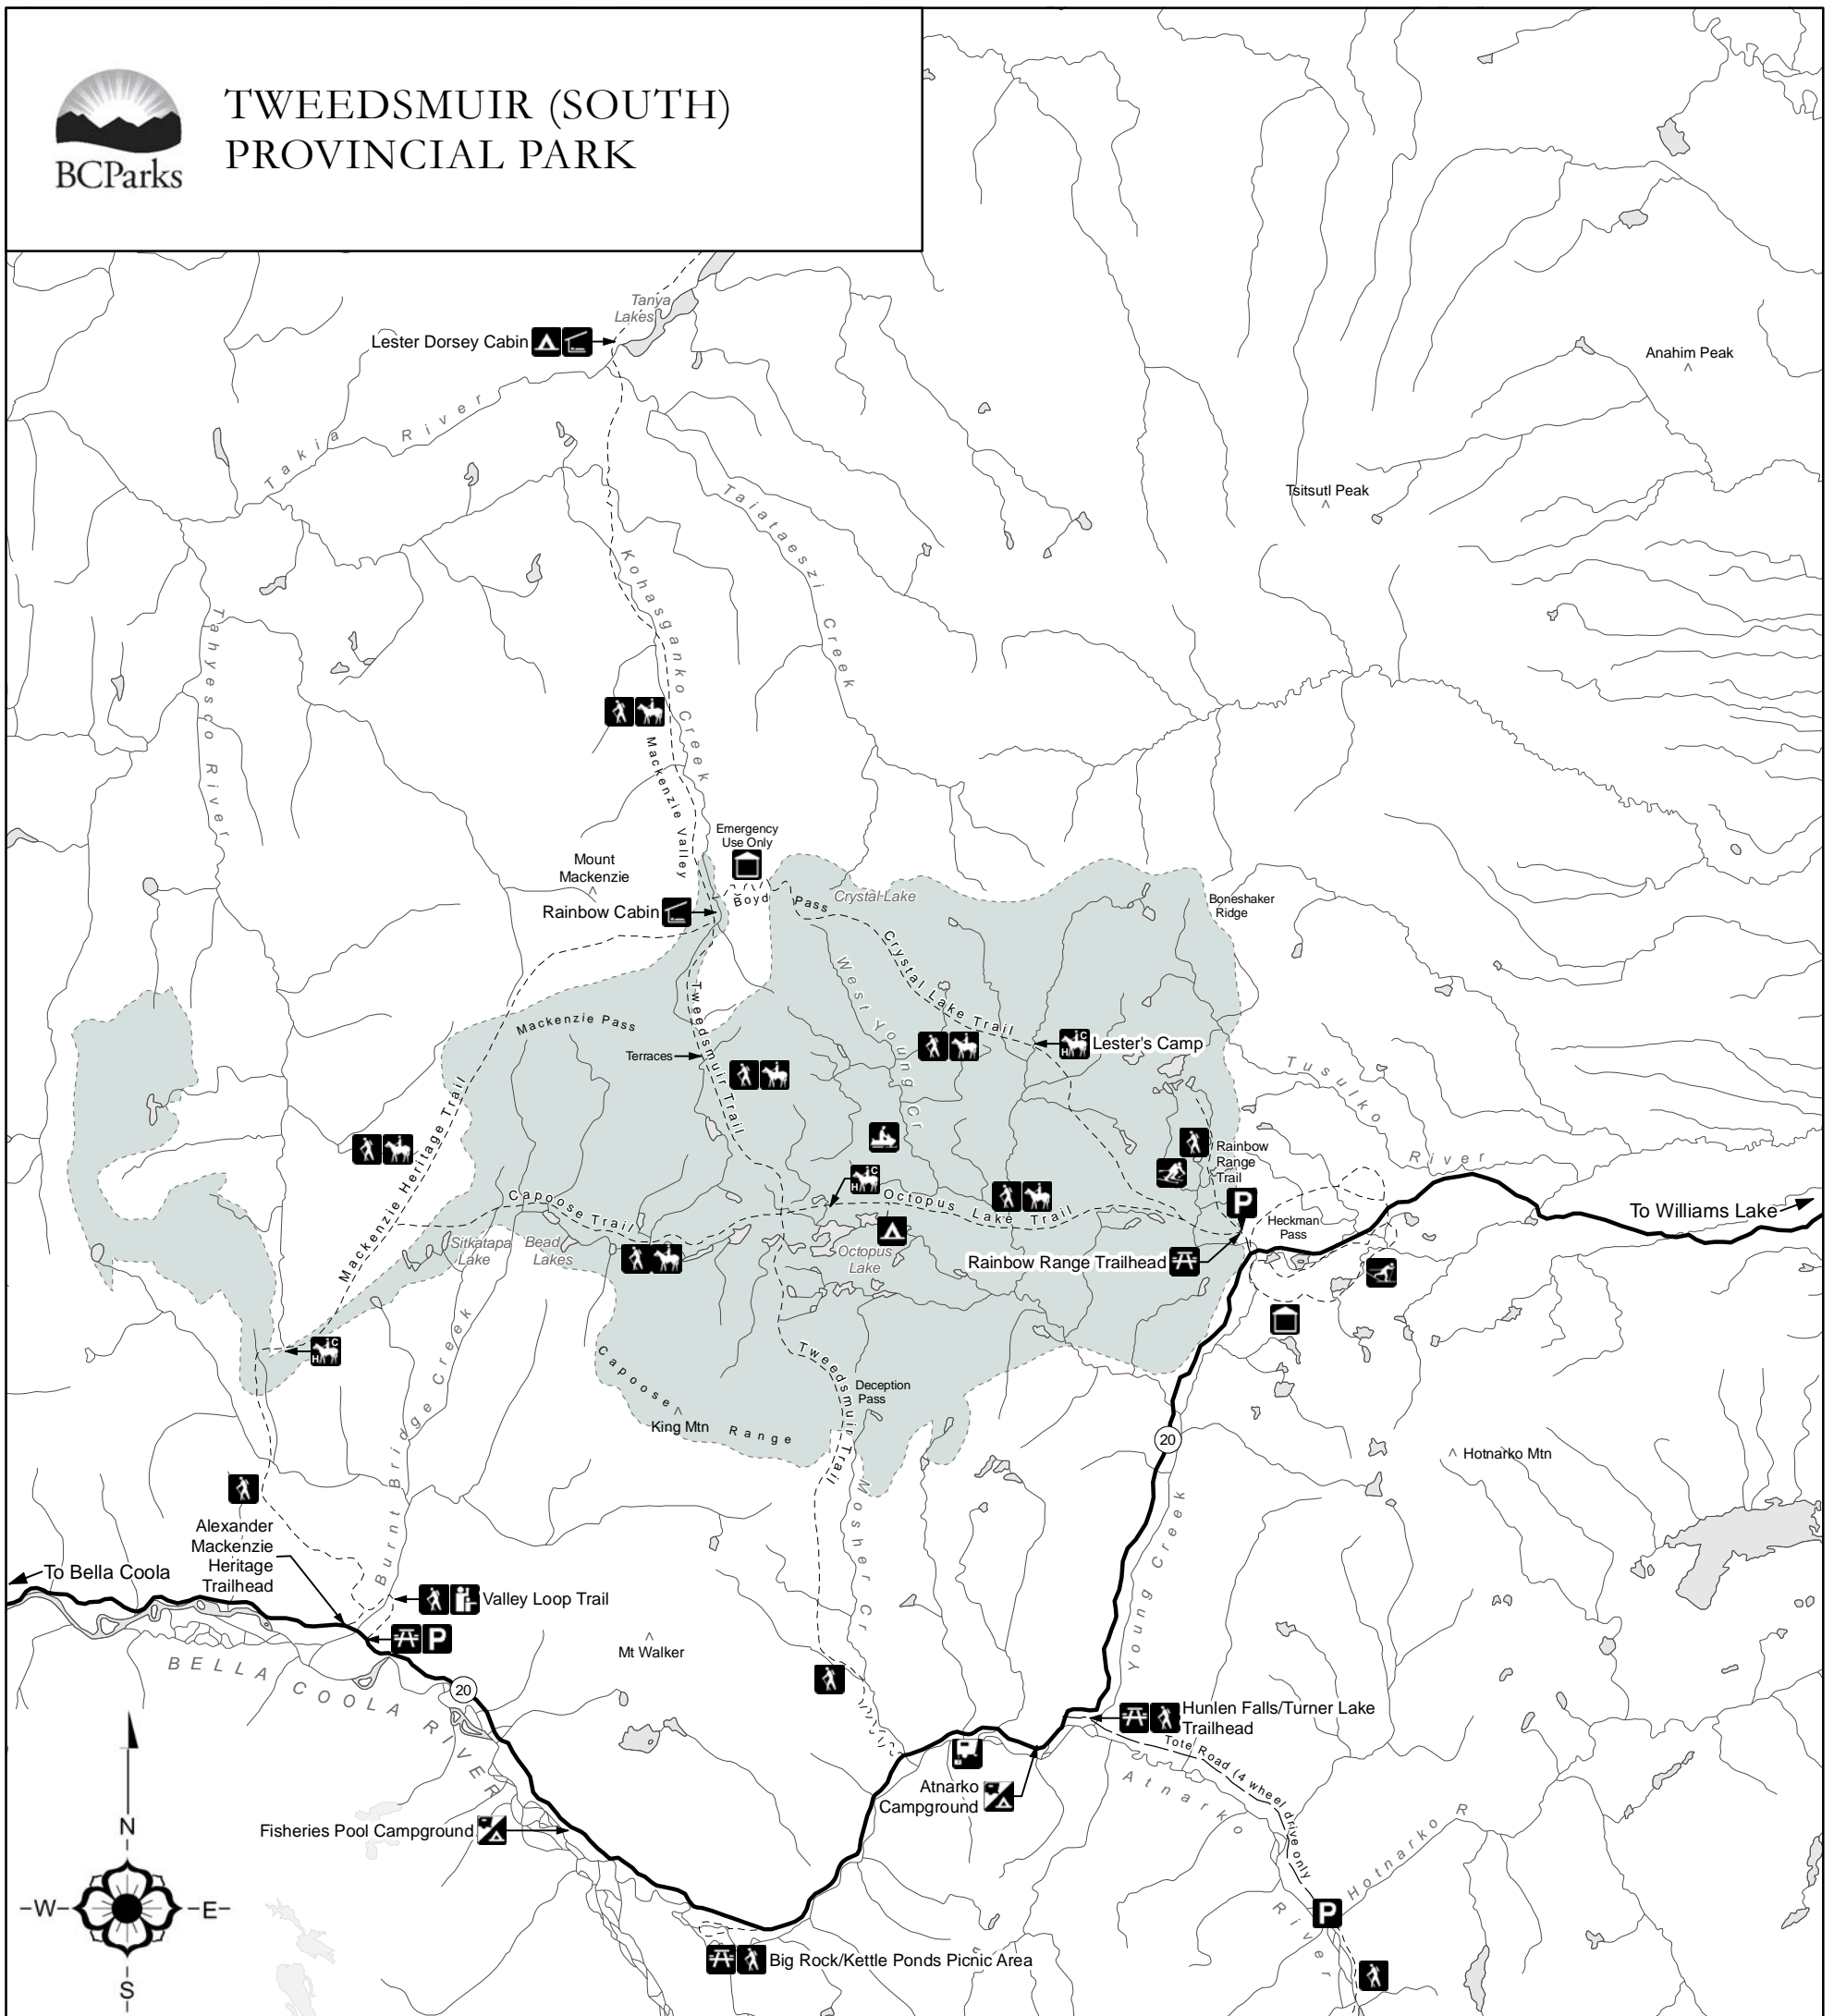 BCParks
TWEEDSMUIR (SOUTH)
PROVINCIAL PARK
Tanya
Lakes
Lester Dorsey Cabin
Anahim Peak
^
Takia River
Tsitsutl Peak
^
Taiataeszi Creek
Kohasganko Creek
Tahyesco River
Mackenzie Valley
Emergency
Use Only
Mount
Mackenzie
^
Boyd Pass
Crystal Lake
Rainbow Cabin
Boneshaker
Ridge
Crystal Lake Trail
West Young Cr
Tweedsmuir Trail
Mackenzie Pass
Terraces
C
H
Lester's Camp
Tusulko River
Mackenzie Heritage Trail
Rainbow
Range
Trail
C
H
Capoose Trail
Octopus Lake Trail
P
Heckman
Pass
To Williams Lake
Sitkatapa
Lake
Bead
Lakes
Octopus
Lake
Rainbow Range Trailhead
C
H
Burnt Bridge Creek
Tweedsmuir Trail
Deception
Pass
Capoose Range
^
King Mtn
20
^ Hotnarko Mtn
Mosher Cr
Young Creek
Alexander
Mackenzie
Heritage
Trailhead
To Bella Coola
Valley Loop Trail
P
^
Mt Walker
BELLA COOLA RIVER
20
Hunlen Falls/Turner Lake
Trailhead
Tote Road (4 wheel drive only)
Atnarko River
Atnarko
Campground
Hotnarko R
Fisheries Pool Campground
P
Big Rock/Kettle Ponds Picnic Area
N
W
E
S